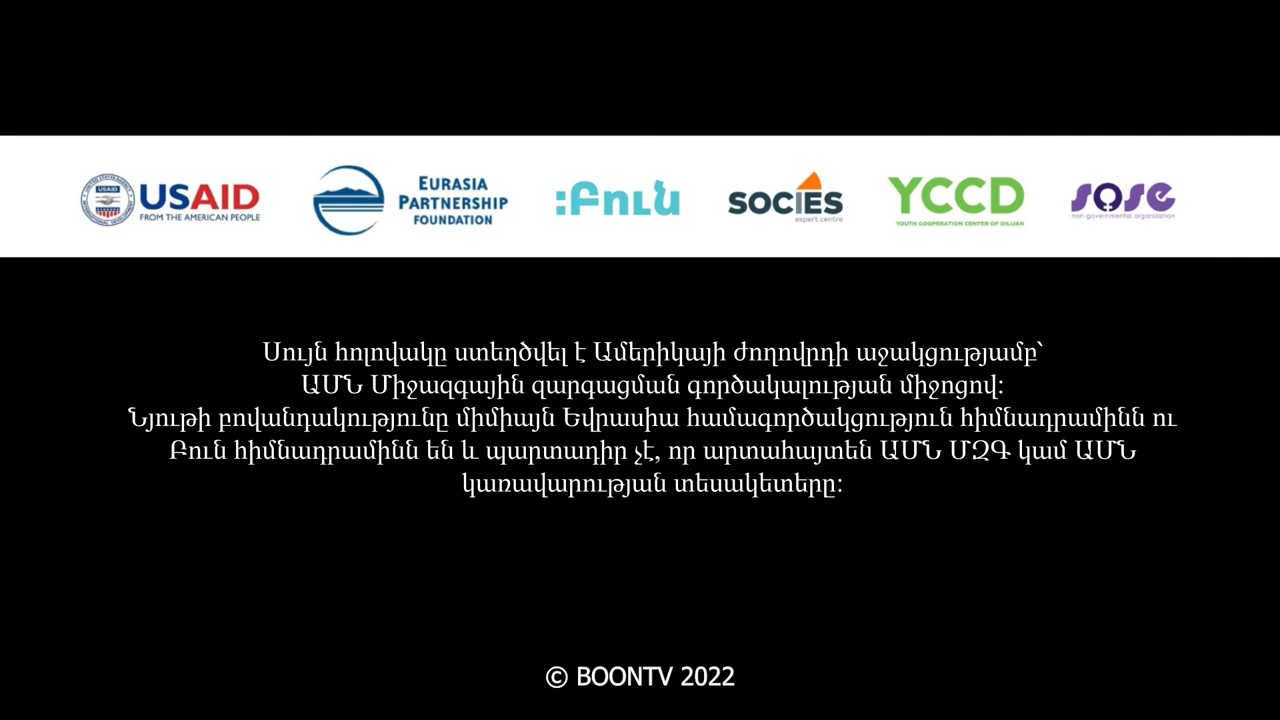 USAID
FROM THE AMERICAN PEOPLE
EURASIA
PARTNERSHIP
FOUNDATION
:Բուն
SOCIES
expert centre
YCCD
YOUTH COOPERATION CENTER OF DILIJAN
sose
non-governmental organization
Սույն հոլովակը ստեղծվել է Ամերիկայի ժողովրդի աջակցությամբ՝
ԱՄՆ Միջազգային զարգացման գործակալության միջոցով:
Նյութի բովանդակությունը միմիայն Եվրասիա համագործակցություն հիմնադրամինն ու
Բուն հիմնադրամինն են և պարտադիր չէ, որ արտահայտեն ԱՄՆ ՄԶԳ կամ ԱՄՆ
կառավարության տեսակետերը:
© BOONTV 2022